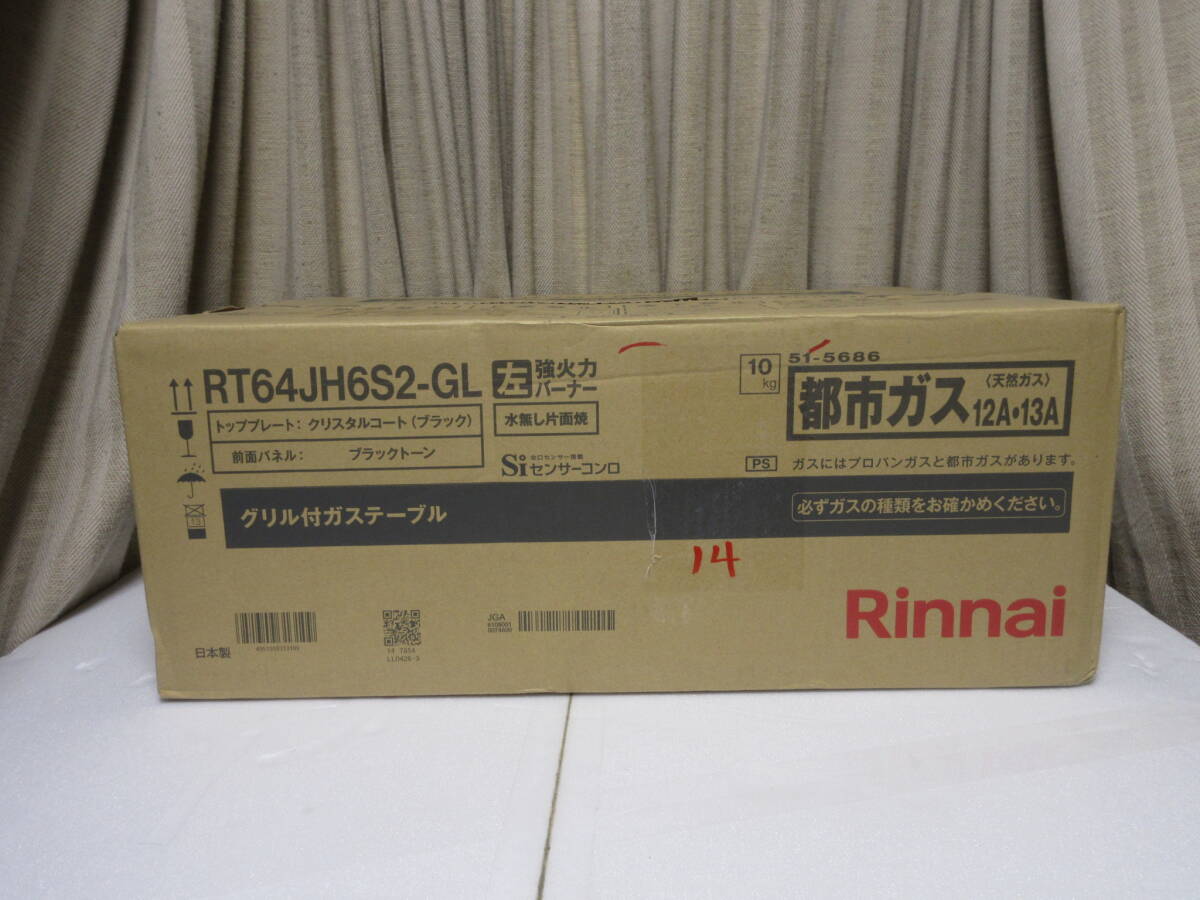 RT64JH6S2-GL
左 強火力バーナー
トッププレート: クリスタルコート(ブラック)
前面パネル: ブラックトーン
水無し片面焼
Si センサーコンロ
10kg
51-5686
都市ガス
〈天然ガス〉
12A・13A
PS
ガスにはプロパンガスと都市ガスがあります。
グリル付ガステーブル
必ずガスの種類をお確かめください。
14
Rinnai
日本製
JGA